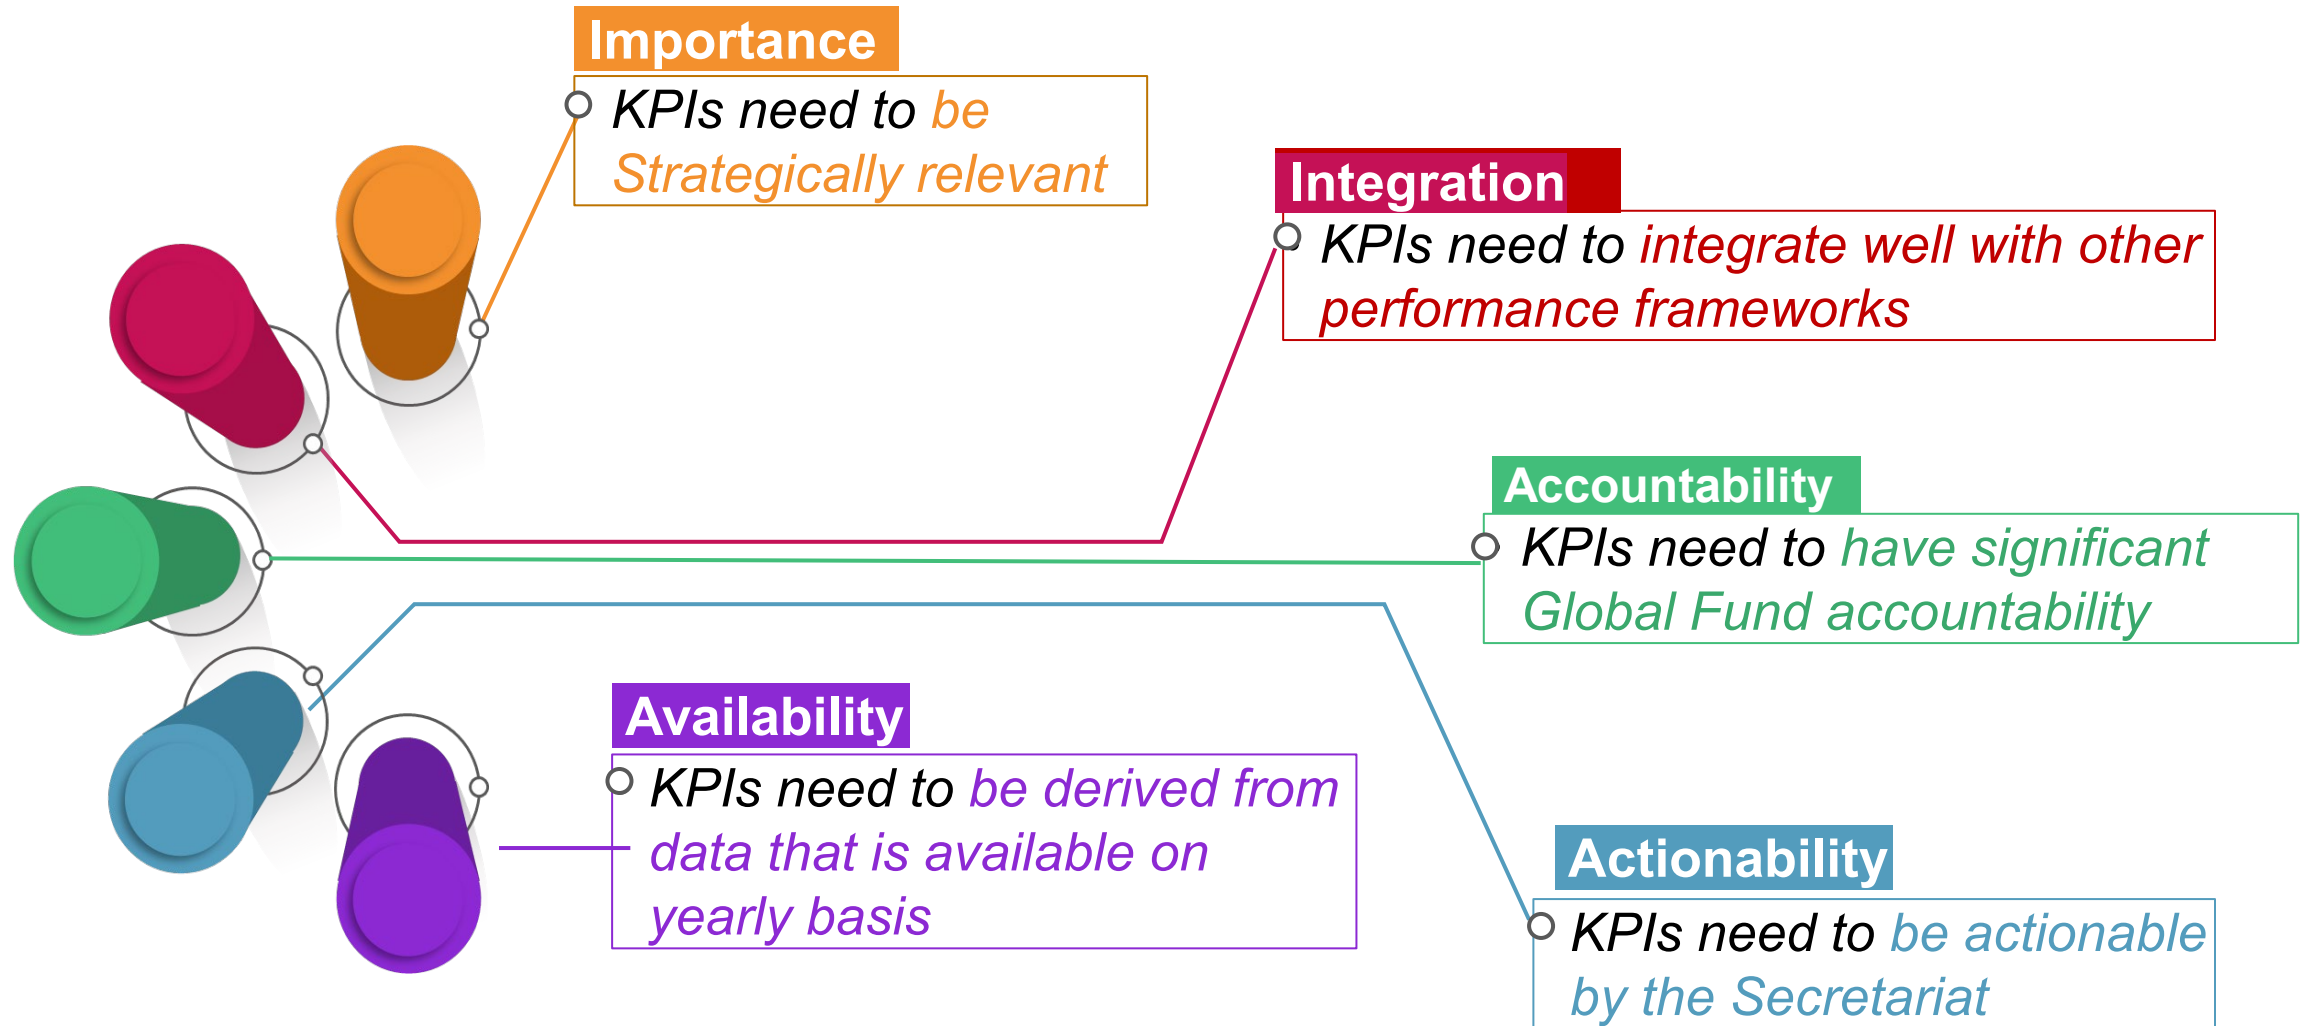 Importance
KPIs need to be
Strategically relevant
Integration
KPIs need to integrate well with other
performance frameworks
Accountability
KPIs need to have significant
Global Fund accountability
Availability
KPIs need to be derived from
data that is available on
yearly basis
Actionability
KPIs need to be actionable
by the Secretariat